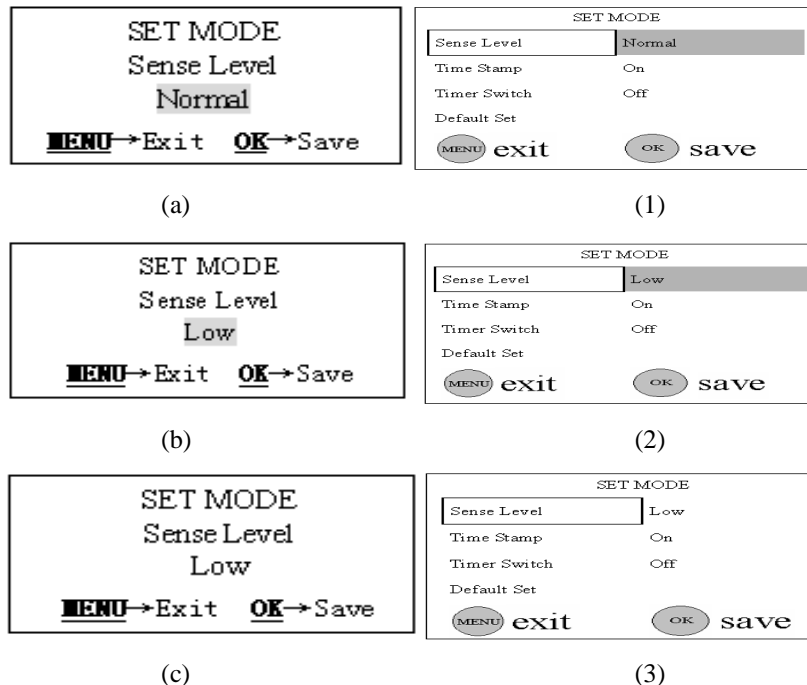 SET MODE
Sense Level
Normal
MENU→Exit OK→Save
(a)
SET MODE
Sense Level Normal
Time Stamp On
Timer Switch Off
Default Set
MENU exit OK save
(1)
SET MODE
Sense Level
Low
MENU→Exit OK→Save
(b)
SET MODE
Sense Level Low
Time Stamp On
Timer Switch Off
Default Set
MENU exit OK save
(2)
SET MODE
Sense Level
Low
MENU→Exit OK→Save
(c)
SET MODE
Sense Level Low
Time Stamp On
Timer Switch Off
Default Set
MENU exit OK save
(3)